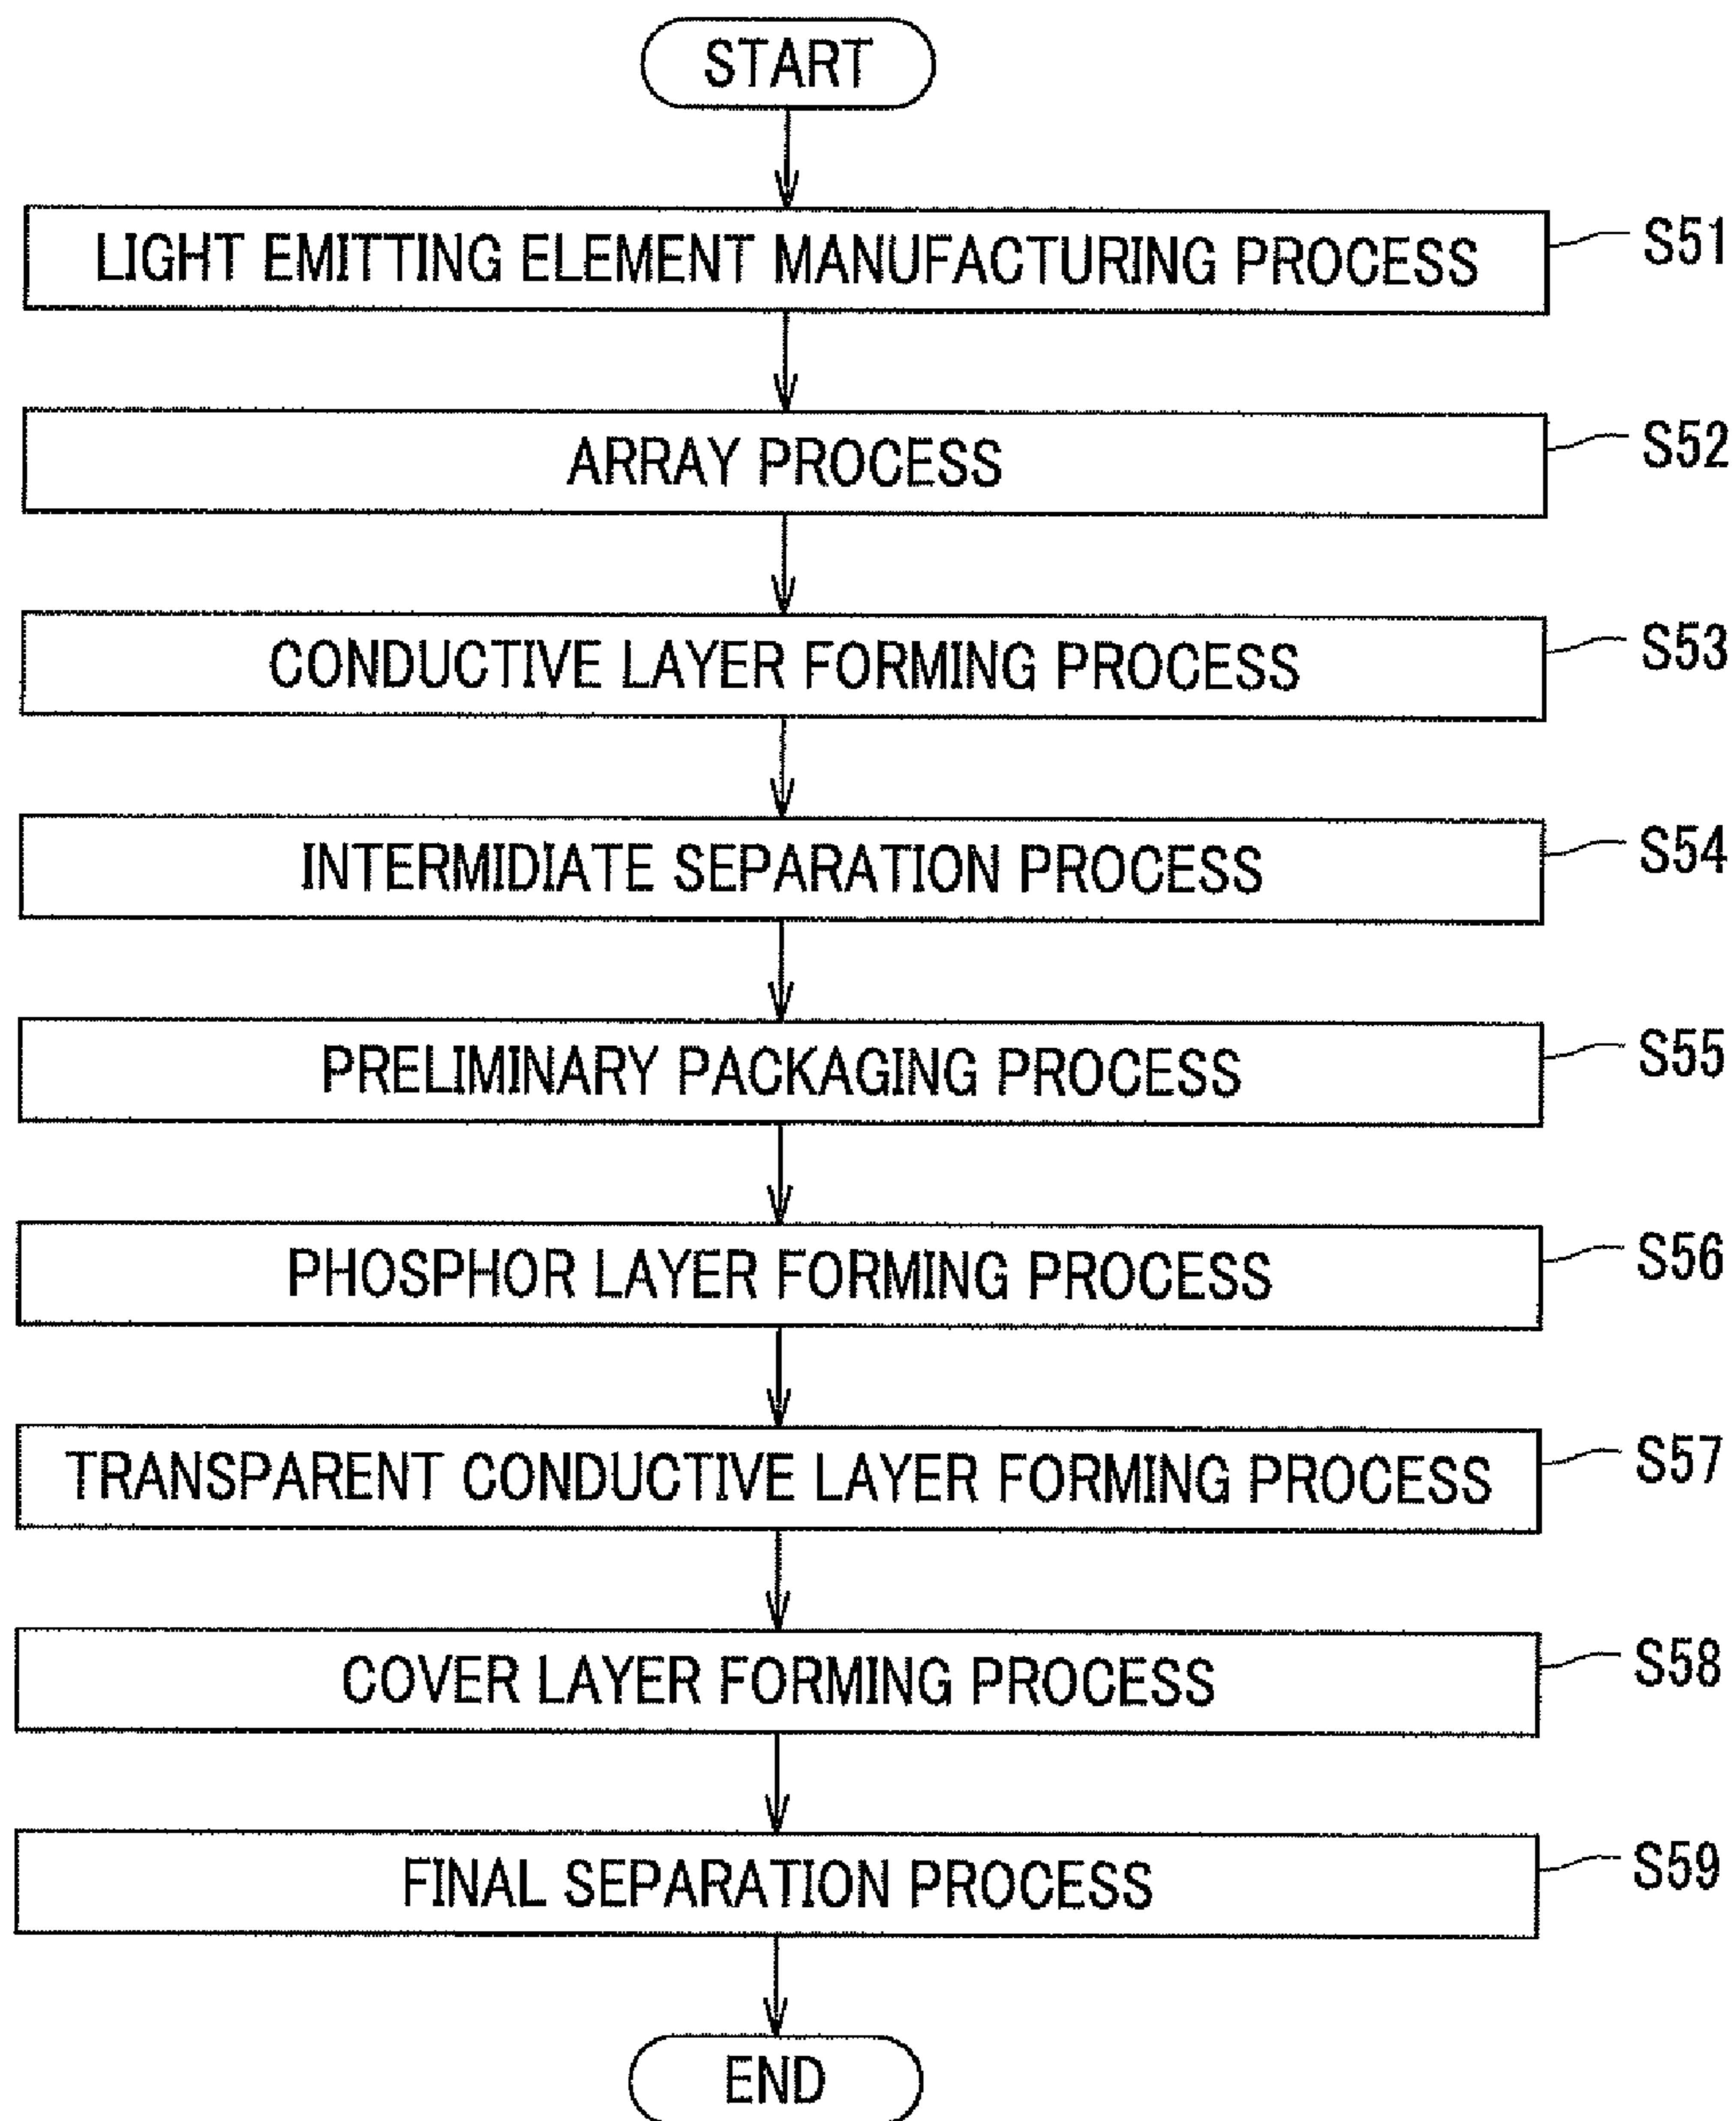 START
LIGHT EMITTING ELEMENT MANUFACTURING PROCESS S51
ARRAY PROCESS S52
CONDUCTIVE LAYER FORMING PROCESS S53
INTERMIDIATE SEPARATION PROCESS S54
PRELIMINARY PACKAGING PROCESS S55
PHOSPHOR LAYER FORMING PROCESS S56
TRANSPARENT CONDUCTIVE LAYER FORMING PROCESS S57
COVER LAYER FORMING PROCESS S58
FINAL SEPARATION PROCESS S59
END